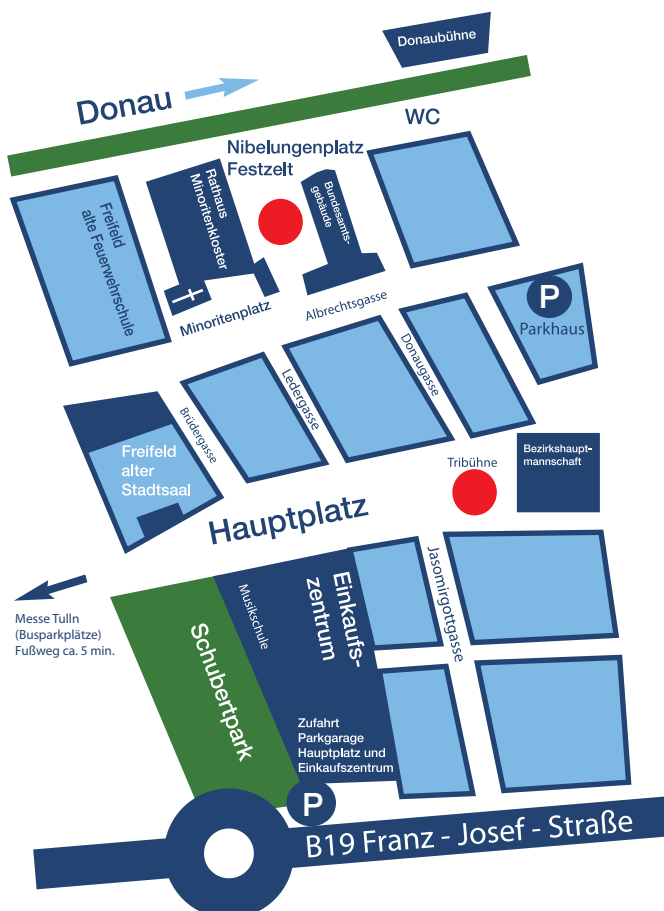 Donaubühne
Donau
WC
Nibelungenplatz
Festzelt
Freifeld
alte Feuerwehrschule
Rathaus
Minoritenkloster
Bundesamts-
gebäude
Minoritenplatz
Albrechtsgasse
P
Parkhaus
Brüdergasse
Ledergasse
Donaugasse
Freifeld
alter
Stadtsaal
Tribühne
Bezirkshaupt-
mannschaft
Hauptplatz
Messe Tulln
(Busparkplätze)
Fußweg ca. 5 min.
Schubertpark
Musikschule
Einkaufs-
zentrum
Jasomirgottgasse
Zufahrt
Parkgarage
Hauptplatz und
Einkaufszentrum
P
B19 Franz - Josef - Straße